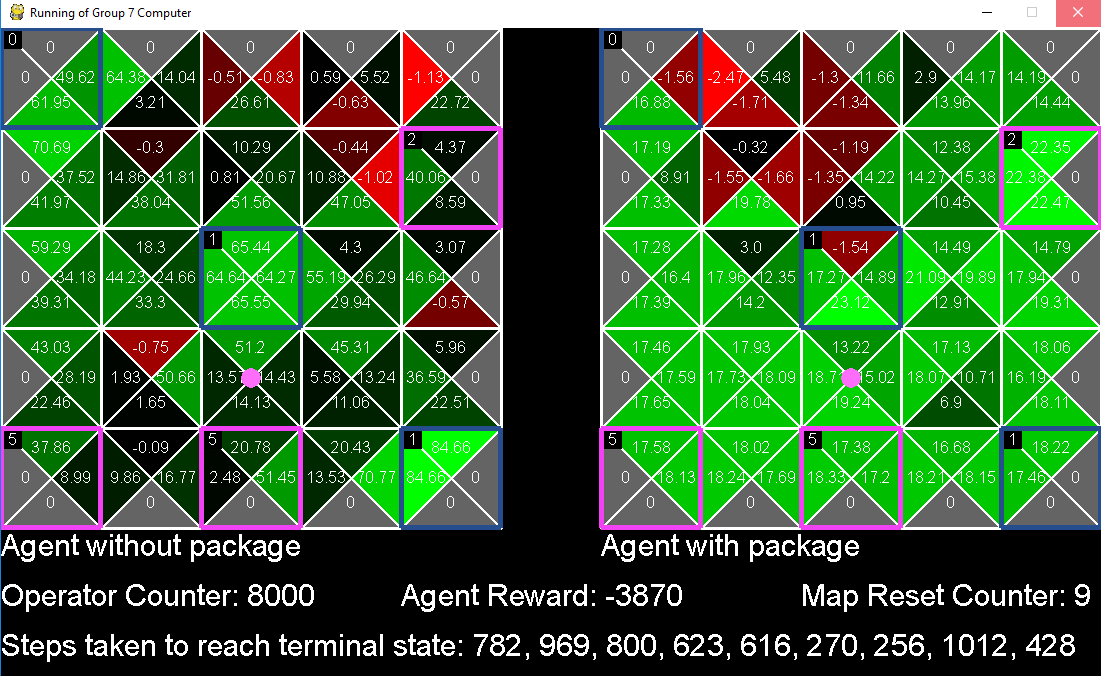 Running of Group 7 Computer
0 0 0 0 0 0 0 0 0 0 0 0
0 49.62 64.38 14.04 -0.51 -0.83 0.59 5.52 -1.13 0 0 -1.56 -2.47 5.48 -1.3 11.66 2.9 14.17 14.19 0
61.95 3.21 26.61 -0.63 22.72 16.88 -1.71 -1.34 13.96 14.44
70.69 -0.3 10.29 -0.44 2 4.37 17.19 -0.32 -1.19 12.38 2 22.35
0 37.52 14.86 31.81 0.81 20.67 10.88 -1.02 40.06 0 0 8.91 -1.55 -1.66 -1.35 14.22 14.27 15.38 22.38 0
41.97 38.04 51.56 47.05 8.59 17.33 19.78 0.95 10.45 22.47
59.29 18.3 1 65.44 4.3 3.07 17.28 3.0 1 -1.54 14.49 14.79
0 34.18 44.23 24.66 64.64 64.27 55.19 26.29 46.64 0 0 16.4 17.96 12.35 17.27 14.89 21.09 19.89 17.94 0
39.31 33.3 65.55 29.94 -0.57 17.39 14.2 23.12 12.91 19.31
43.03 -0.75 51.2 45.31 5.96 17.46 17.93 13.22 17.13 18.06
0 28.19 1.93 50.66 13.57 14.43 5.58 13.24 36.59 0 0 17.59 17.73 18.09 18.7 15.02 18.07 10.71 16.19 0
22.46 1.65 14.13 11.06 22.51 17.65 18.04 19.24 6.9 18.11
5 37.86 -0.09 5 20.78 20.43 1 84.66 5 17.58 18.02 5 17.38 16.68 1 18.22
0 8.99 9.86 16.77 2.48 51.45 13.53 70.77 84.66 0 0 18.13 18.24 17.69 18.33 17.2 18.21 18.15 17.46 0
0 0 0 0 0 0 0 0 0 0
Agent without package Agent with package
Operator Counter: 8000 Agent Reward: -3870 Map Reset Counter: 9
Steps taken to reach terminal state: 782, 969, 800, 623, 616, 270, 256, 1012, 428